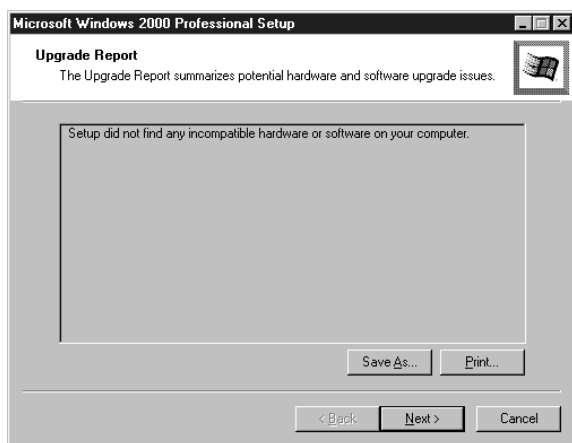 Microsoft Windows 2000 Professional Setup
Upgrade Report
The Upgrade Report summarizes potential hardware and software upgrade issues.
Setup did not find any incompatible hardware or software on your computer.
Save As... Print...
< Back Next > Cancel